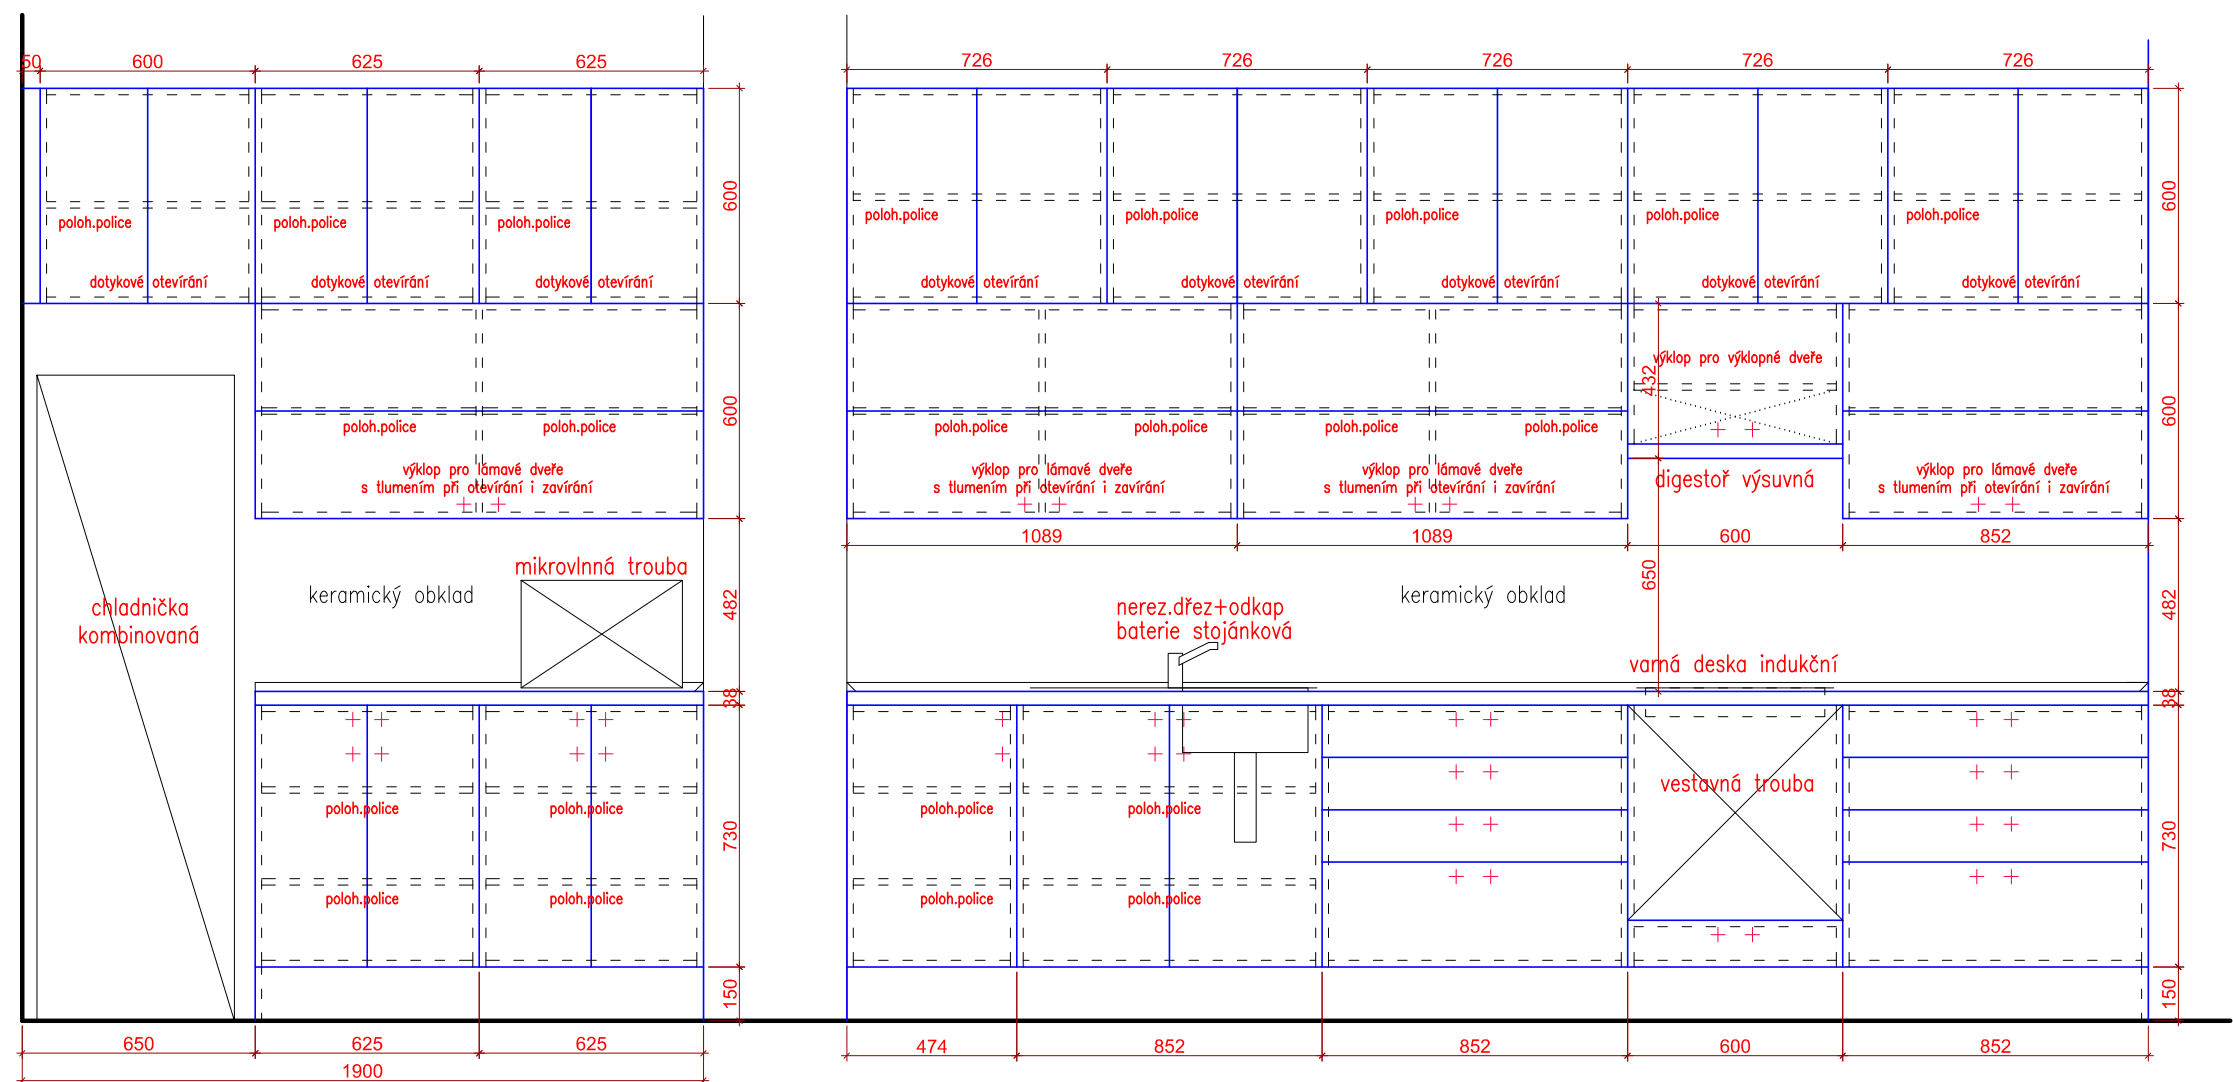 50 600 625 625 726 726 726 726 726
600 600
poloh.police poloh.police poloh.police poloh.police poloh.police poloh.police poloh.police poloh.police
dotykové otevírání dotykové otevírání dotykové otevírání dotykové otevírání dotykové otevírání dotykové otevírání dotykové otevírání dotykové otevírání
výklop pro výklopné dveře
432
600 600
poloh.police poloh.police poloh.police poloh.police poloh.police poloh.police
výklop pro lámavé dveře výklop pro lámavé dveře výklop pro lámavé dveře výklop pro lámavé dveře
s tlumením při otevírání i zavírání s tlumením při otevírání i zavírání s tlumením při otevírání i zavírání s tlumením při otevírání i zavírání
digestoř výsuvná
1089 1089 600 852
mikrovlnná trouba
650
keramický obklad keramický obklad
482 482
chladnička
kombinovaná
nerez.dřez+odkap
baterie stojánková
varná deska indukční
38 38
vestavná trouba
poloh.police poloh.police poloh.police poloh.police
730 730
poloh.police poloh.police poloh.police poloh.police
150 150
650 625 625 474 852 852 600 852
1900